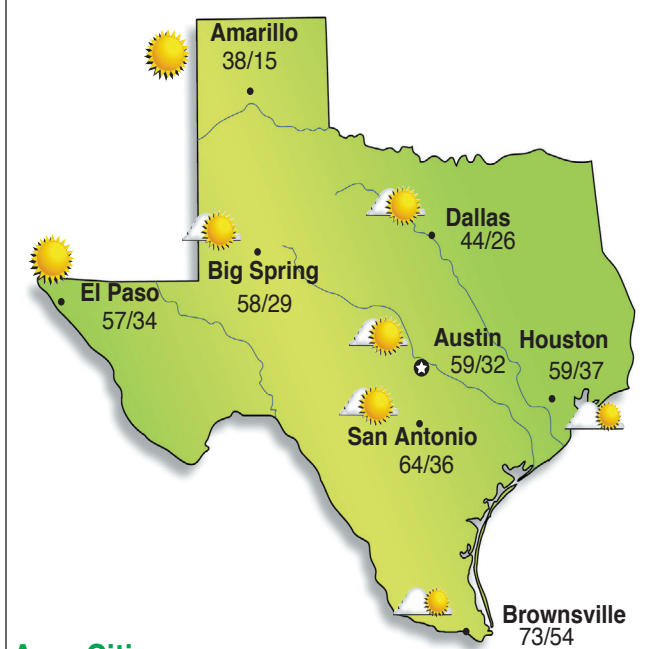 Amarillo
38/15
Dallas
44/26
Big Spring
58/29
El Paso
57/34
Austin
59/32
Houston
59/37
San Antonio
64/36
Brownsville
73/54